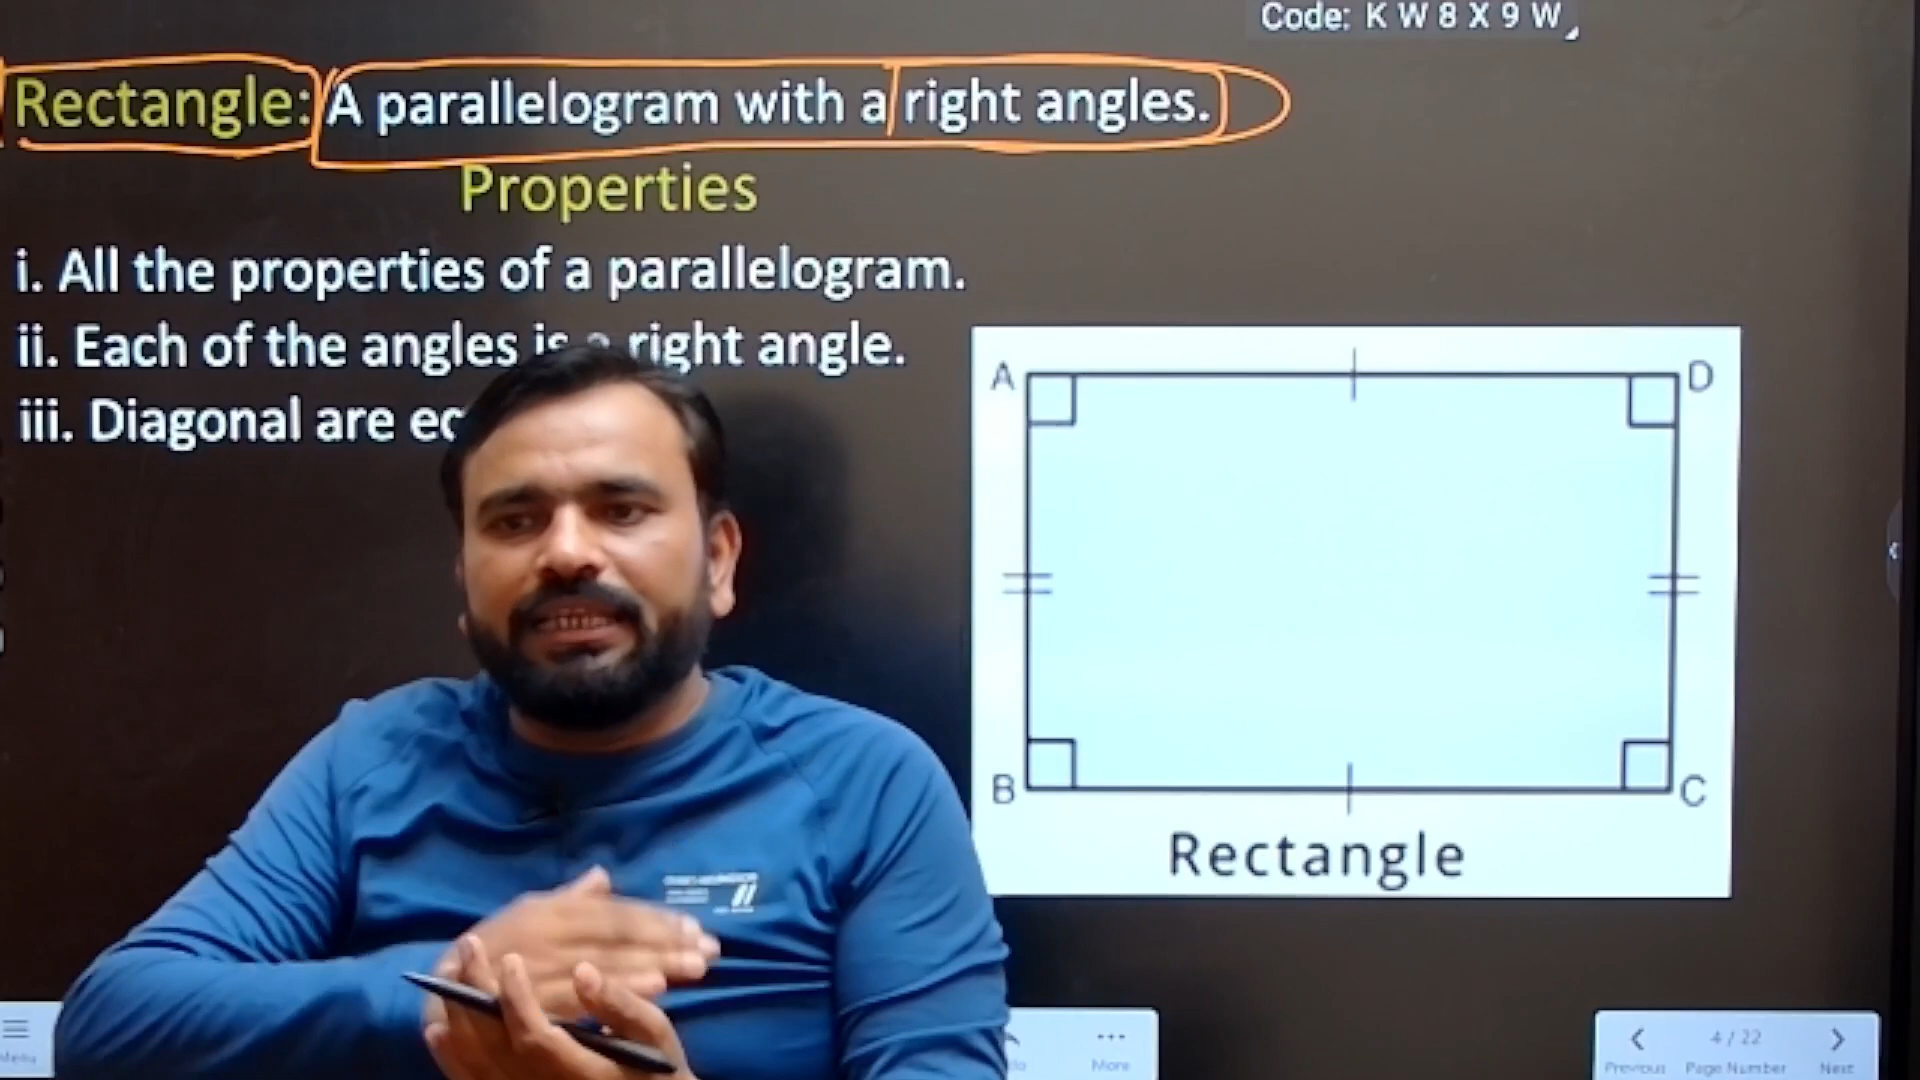 Code: K W 8 X 9 W
Rectangle: A parallelogram with a right angles.
Properties
i. All the properties of a parallelogram.
ii. Each of the angles is a right angle.
iii. Diagonal are
A
D
B
C
Rectangle
Menu
More
4 / 22
Previous Page Number Next